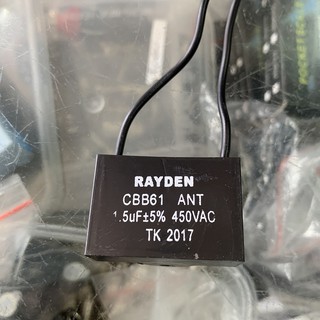 RAYDEN
CBB61 ANT
1.5uF±5% 450VAC
TK 2017